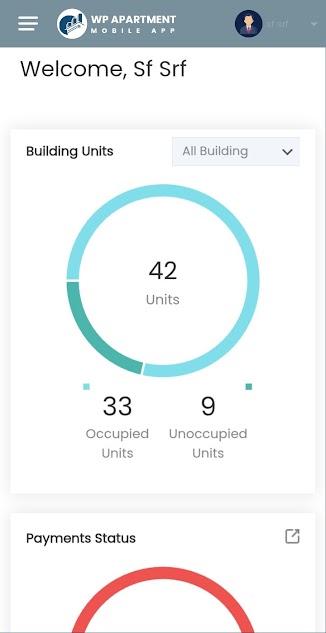 WP APARTMENT
MOBILE APP
sf srf
Welcome, Sf Srf
Building Units
All Building
42
Units
33
Occupied
Units
9
Unoccupied
Units
Payments Status